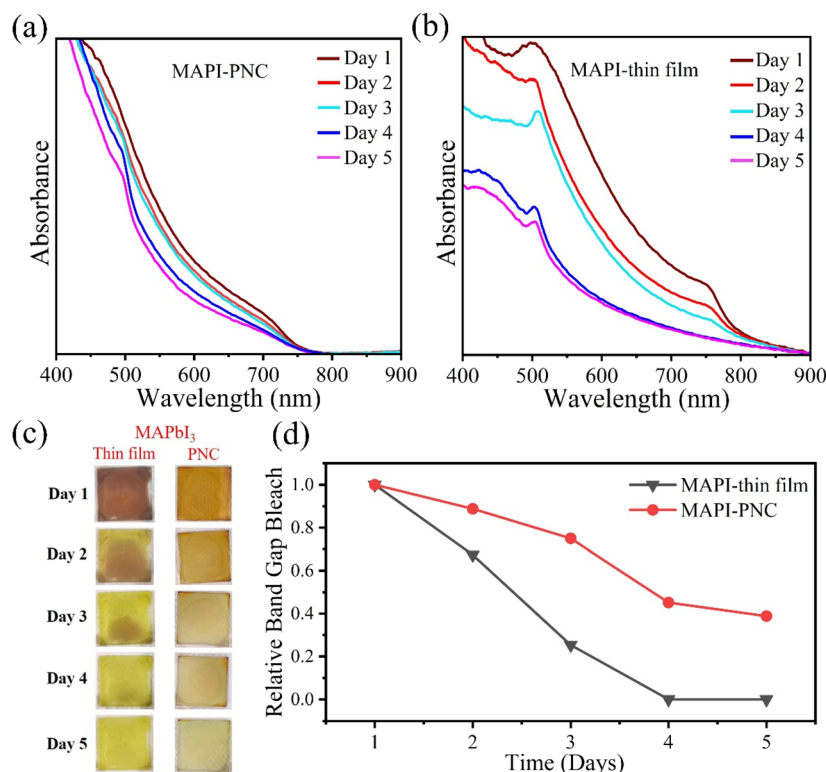 (a)
MAPI-PNC
Day 1
Day 2
Day 3
Day 4
Day 5
Absorbance
400 500 600 700 800 900
Wavelength (nm)
(b)
MAPI-thin film
Day 1
Day 2
Day 3
Day 4
Day 5
Absorbance
400 500 600 700 800 900
Wavelength (nm)
(c)
MAPbI₃
Thin film PNC
Day 1
Day 2
Day 3
Day 4
Day 5
(d)
MAPI-thin film
MAPI-PNC
Relative Band Gap Bleach
1.0
0.8
0.6
0.4
0.2
0.0
1 2 3 4 5
Time (Days)